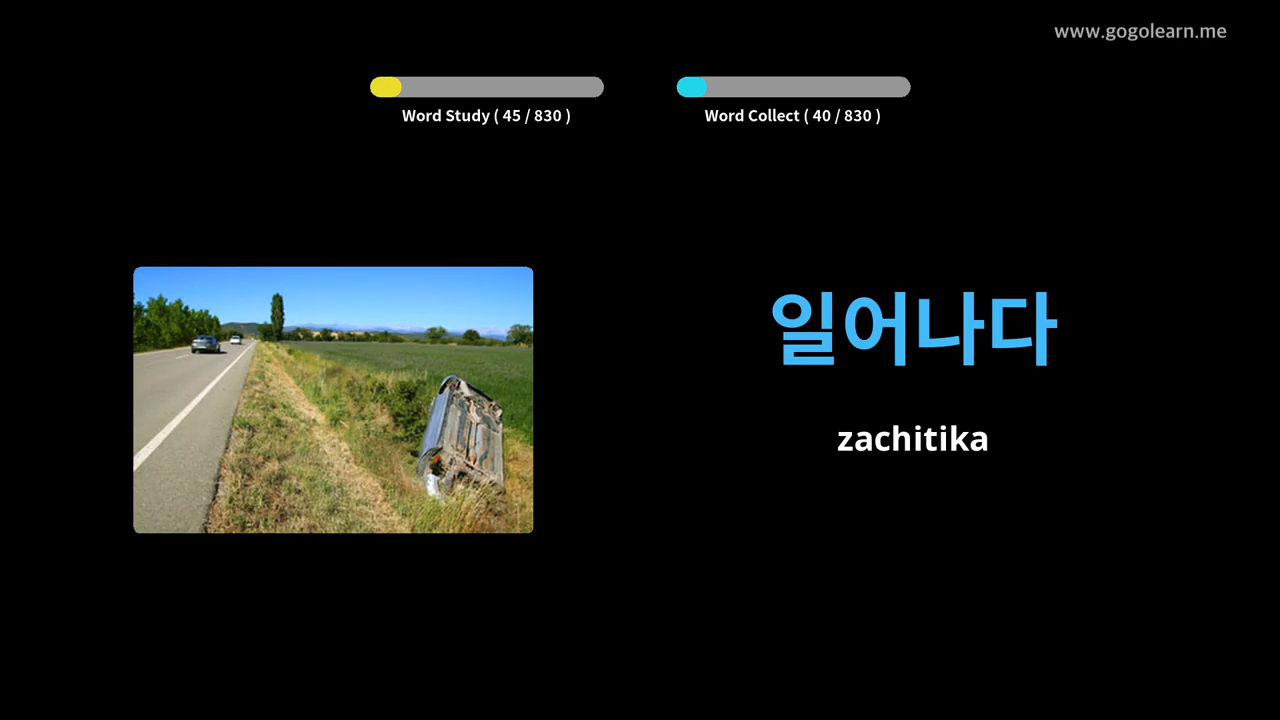 www.gogolearn.me
Word Study ( 45 / 830 )
Word Collect ( 40 / 830 )
일어나다
zachitika